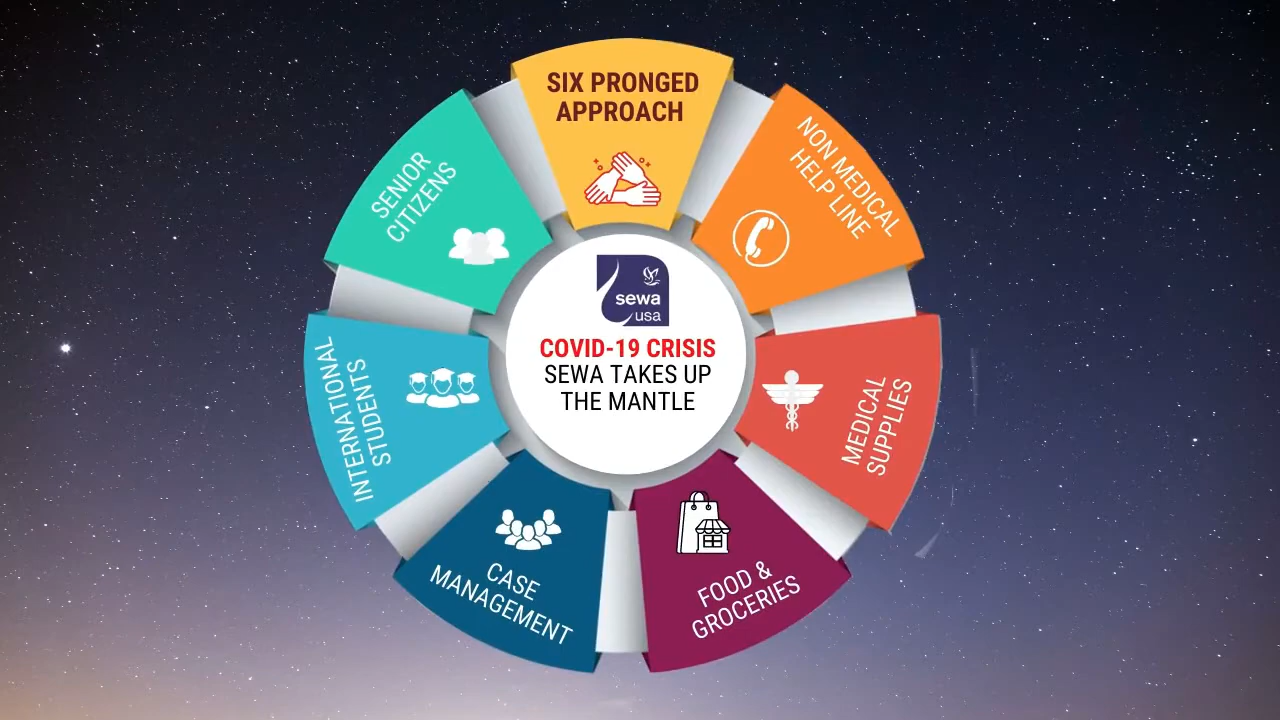 SIX PRONGED
APPROACH
NON MEDICAL
HELP LINE
MEDICAL
SUPPLIES
FOOD &
GROCERIES
CASE
MANAGEMENT
INTERNATIONAL
STUDENTS
SENIOR
CITIZENS
sewa
usa
COVID-19 CRISIS
SEWA TAKES UP
THE MANTLE